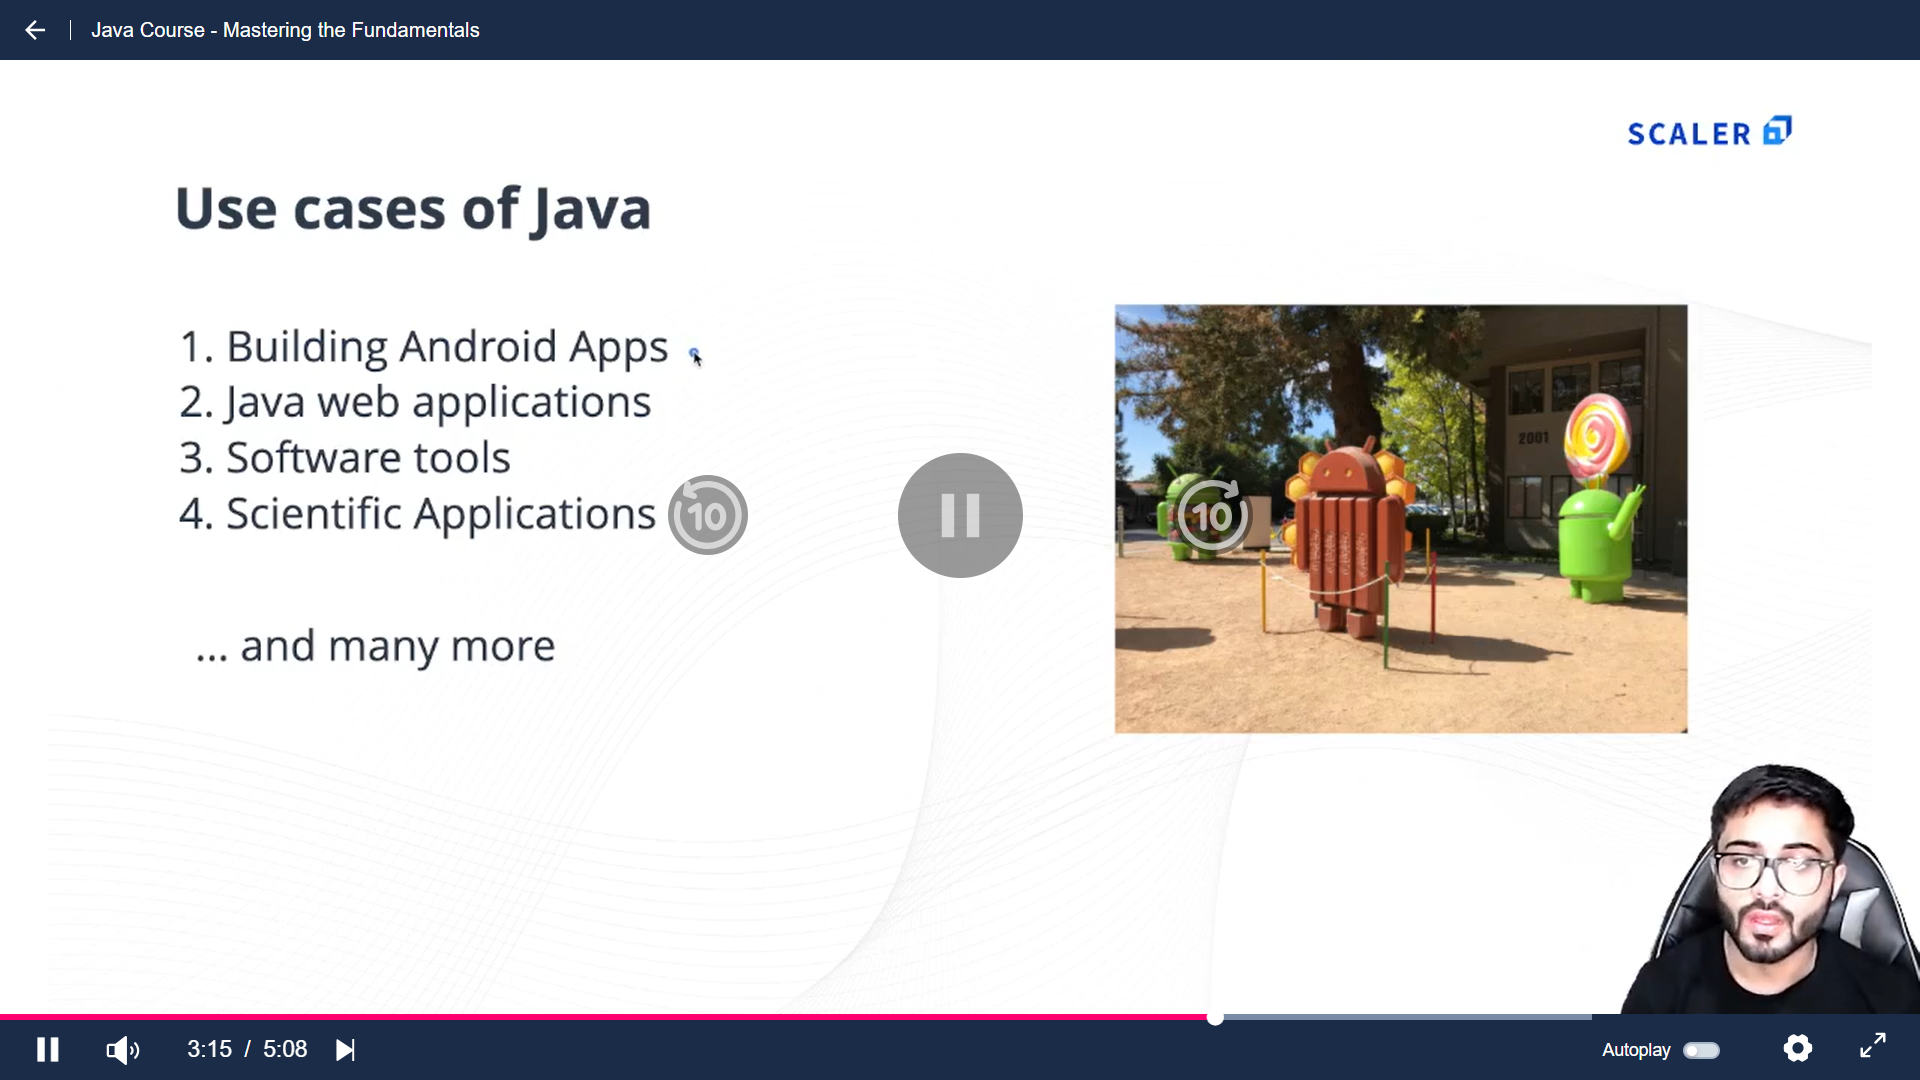 Java Course - Mastering the Fundamentals
SCALER
Use cases of Java
1. Building Android Apps
2. Java web applications
3. Software tools
4. Scientific Applications
... and many more
2001
10
10
3:15 / 5:08
Autoplay